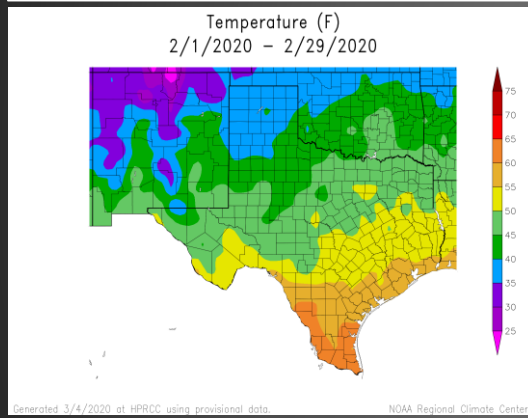 Temperature (F)
2/1/2020 – 2/29/2020
75
70
65
60
55
50
45
40
35
30
25
Generated 3/4/2020 at HPRCC using provisional data.
NOAA Regional Climate Center